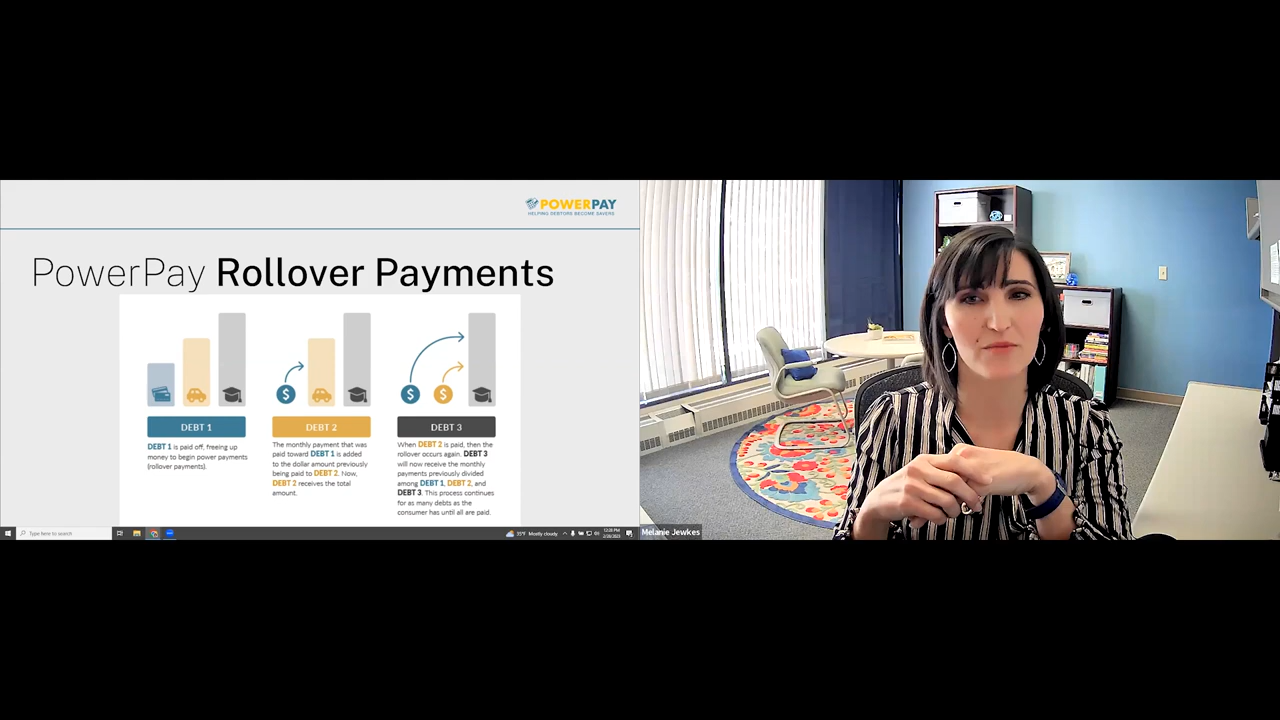 POWERPAY
HELPING DEBTORS BECOME SAVERS
PowerPay Rollover Payments
DEBT 1
DEBT 1 is paid off, freeing up
money to begin power payments
(rollover payments).
DEBT 2
The monthly payment that was
paid toward DEBT 1 is added
to the dollar amount previously
being paid to DEBT 2. Now,
DEBT 2 receives the total
amount.
DEBT 3
When DEBT 2 is paid, then the
rollover occurs again. DEBT 3
will now receive the monthly
payments previously divided
among DEBT 1, DEBT 2, and
DEBT 3. This process continues
for as many debts as the
consumer has until all are paid.
$
$
$
Type here to search
35°F Mostly cloudy
12:28 PM
Melanie Jewkes